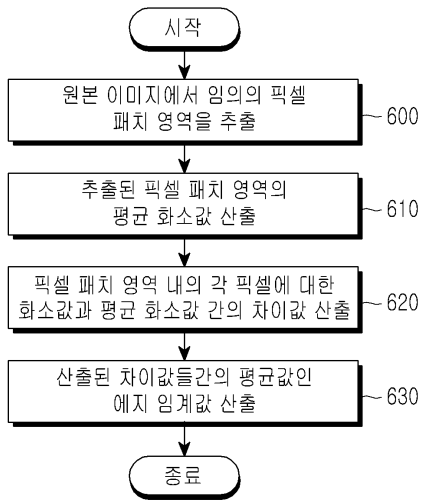 시작
원본 이미지에서 임의의 픽셀
패치 영역을 추출
600
추출된 픽셀 패치 영역의
평균 화소값 산출
610
픽셀 패치 영역 내의 각 픽셀에 대한
화소값과 평균 화소값 간의 차이값 산출
620
산출된 차이값들간의 평균값인
에지 임계값 산출
630
종료